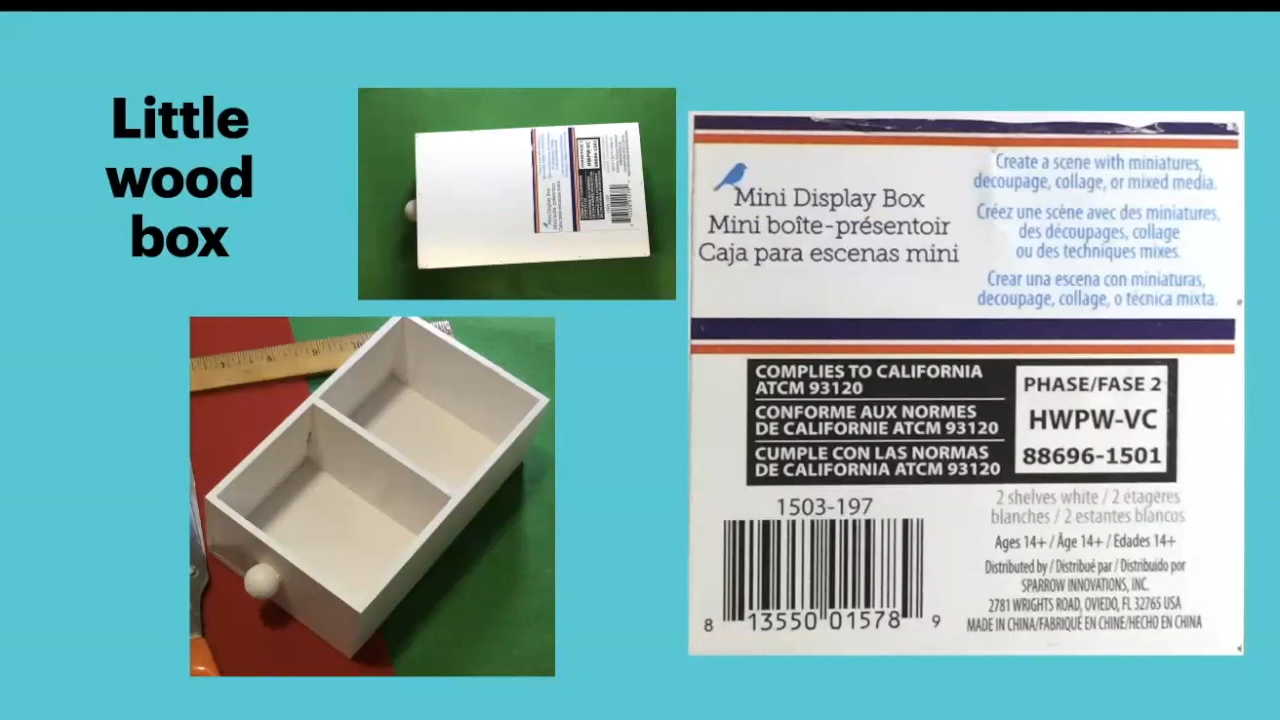 Little
wood
box
Mini Display Box
Mini boîte-présentoir
Caja para escenas mini
Create a scene with miniatures,
decoupage, collage, or mixed media.
Créez une scène avec des miniatures,
des découpages, collage
ou des techniques mixes.
Crear una escena con miniaturas,
decoupage, collage, o técnica mixta.
COMPLIES TO CALIFORNIA
ATCM 93120
CONFORME AUX NORMES
DE CALIFORNIE ATCM 93120
CUMPLE CON LAS NORMAS
DE CALIFORNIA ATCM 93120
PHASE/FASE 2
HWPW-VC
88696-1501
1503-197
8 13550 01578 9
2 shelves white / 2 étagères
blanches / 2 estantes blancos
Ages 14+ / Âge 14+ / Edades 14+
Distributed by / Distribué par / Distribuido por
SPARROW INNOVATIONS, INC.
2781 WRIGHTS ROAD, OVIEDO, FL 32765 USA
MADE IN CHINA/FABRIQUÉ EN CHINE/HECHO EN CHINA